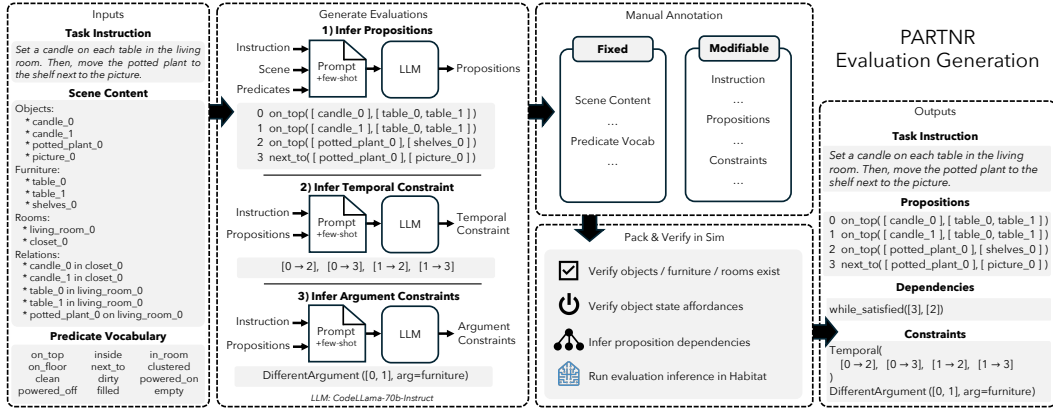 Inputs
Task Instruction
Set a candle on each table in the living
room. Then, move the potted plant to
the shelf next to the picture.
Scene Content
Objects:
* candle_0
* candle_1
* potted_plant_0
* picture_0
Furniture:
* table_0
* table_1
* shelves_0
Rooms:
* living_room_0
* closet_0
Relations:
* candle_0 in closet_0
* candle_1 in closet_0
* table_0 in living_room_0
* table_1 in living_room_0
* potted_plant_0 on living_room_0
Predicate Vocabulary
on_top inside in_room
on_floor next_to clustered
clean dirty powered_on
powered_off filled empty
Generate Evaluations
1) Infer Propositions
Instruction
Scene
Predicates
Prompt
+few-shot
LLM
Propositions
0 on_top( [ candle_0 ], [ table_0, table_1 ] )
1 on_top( [ candle_1 ], [ table_0, table_1 ] )
2 on_top( [ potted_plant_0 ], [ shelves_0 ] )
3 next_to( [ potted_plant_0 ], [ picture_0 ] )
2) Infer Temporal Constraint
Instruction
Propositions
Prompt
+few-shot
LLM
Temporal
Constraint
[0 → 2], [0 → 3], [1 → 2], [1 → 3]
3) Infer Argument Constraints
Instruction
Propositions
Prompt
+few-shot
LLM
Argument
Constraints
DifferentArgument ([0, 1], arg=furniture)
LLM: CodeLLama-70b-Instruct
Manual Annotation
Fixed
Scene Content
...
Predicate Vocab
...
Modifiable
Instruction
...
Propositions
...
Constraints
...
Pack & Verify in Sim
Verify objects / furniture / rooms exist
Verify object state affordances
Infer proposition dependencies
Run evaluation inference in Habitat
PARTNR
Evaluation Generation
Outputs
Task Instruction
Set a candle on each table in the living
room. Then, move the potted plant to the
shelf next to the picture.
Propositions
0 on_top( [ candle_0 ], [ table_0, table_1 ] )
1 on_top( [ candle_1 ], [ table_0, table_1 ] )
2 on_top( [ potted_plant_0 ], [ shelves_0 ] )
3 next_to( [ potted_plant_0 ], [ picture_0 ] )
Dependencies
while_satisfied([3], [2])
Constraints
Temporal(
[0 → 2], [0 → 3], [1 → 2], [1 → 3]
)
DifferentArgument ([0, 1], arg=furniture)